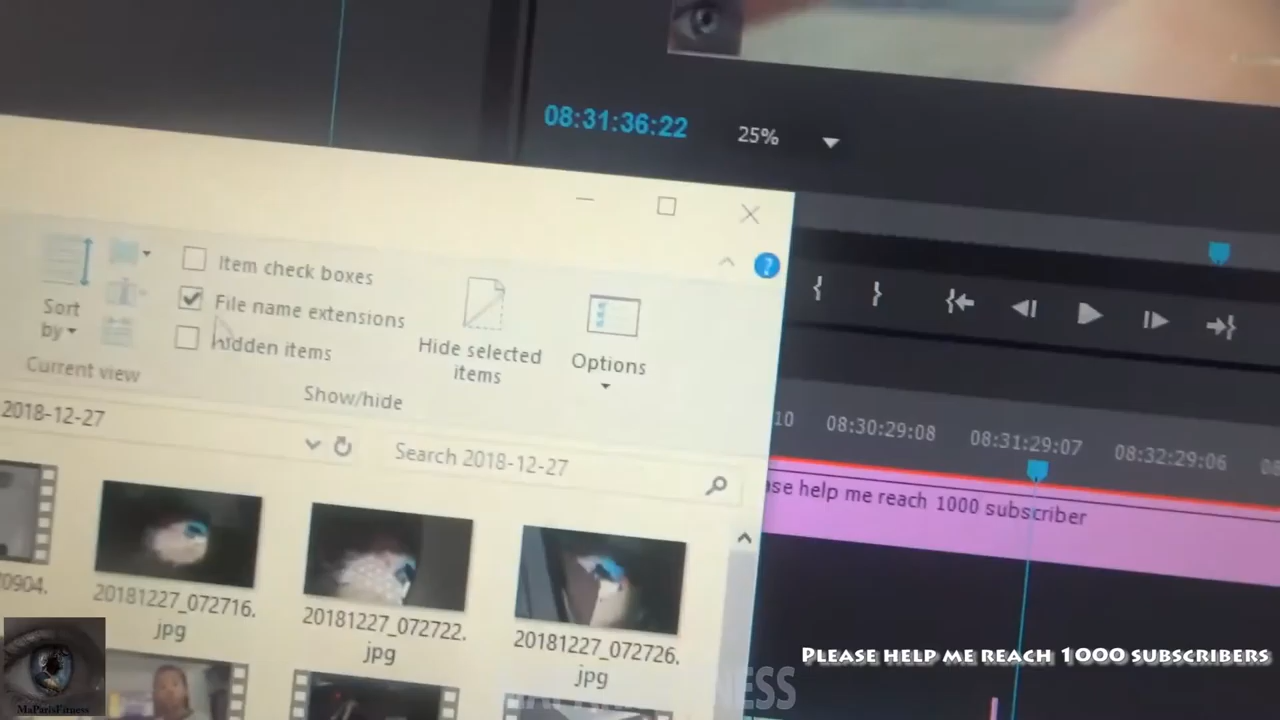 08:31:36:22
25%
Item check boxes
File name extensions
Hidden items
Sort
by
Hide selected
items
Options
Current view
Show/hide
2018-12-27
Search 2018-12-27
10 08:30:29:08 08:31:29:07 08:32:29:06
se help me reach 1000 subscriber
0904.
20181227_072716.
jpg
20181227_072722.
jpg
20181227_072726.
jpg
Please help me reach 1000 subscribers
MaParisFitness